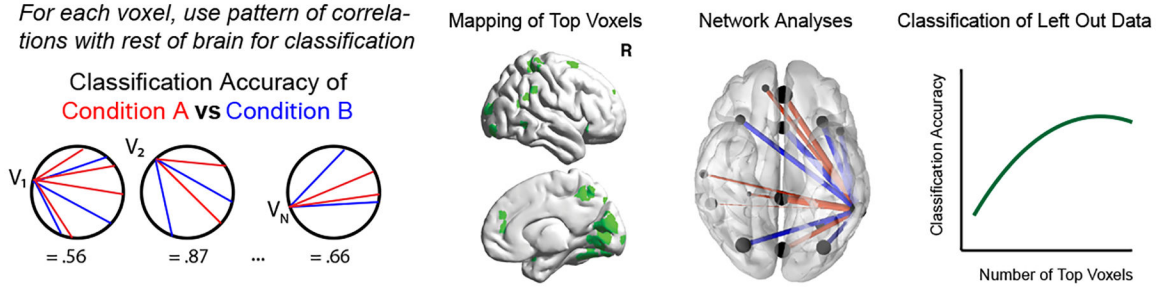 For each voxel, use pattern of correla-
tions with rest of brain for classification
Classification Accuracy of
Condition A vs Condition B
V1
V2
VN
= .56
= .87
...
= .66
Mapping of Top Voxels
R
Network Analyses
Classification of Left Out Data
Classification Accuracy
Number of Top Voxels